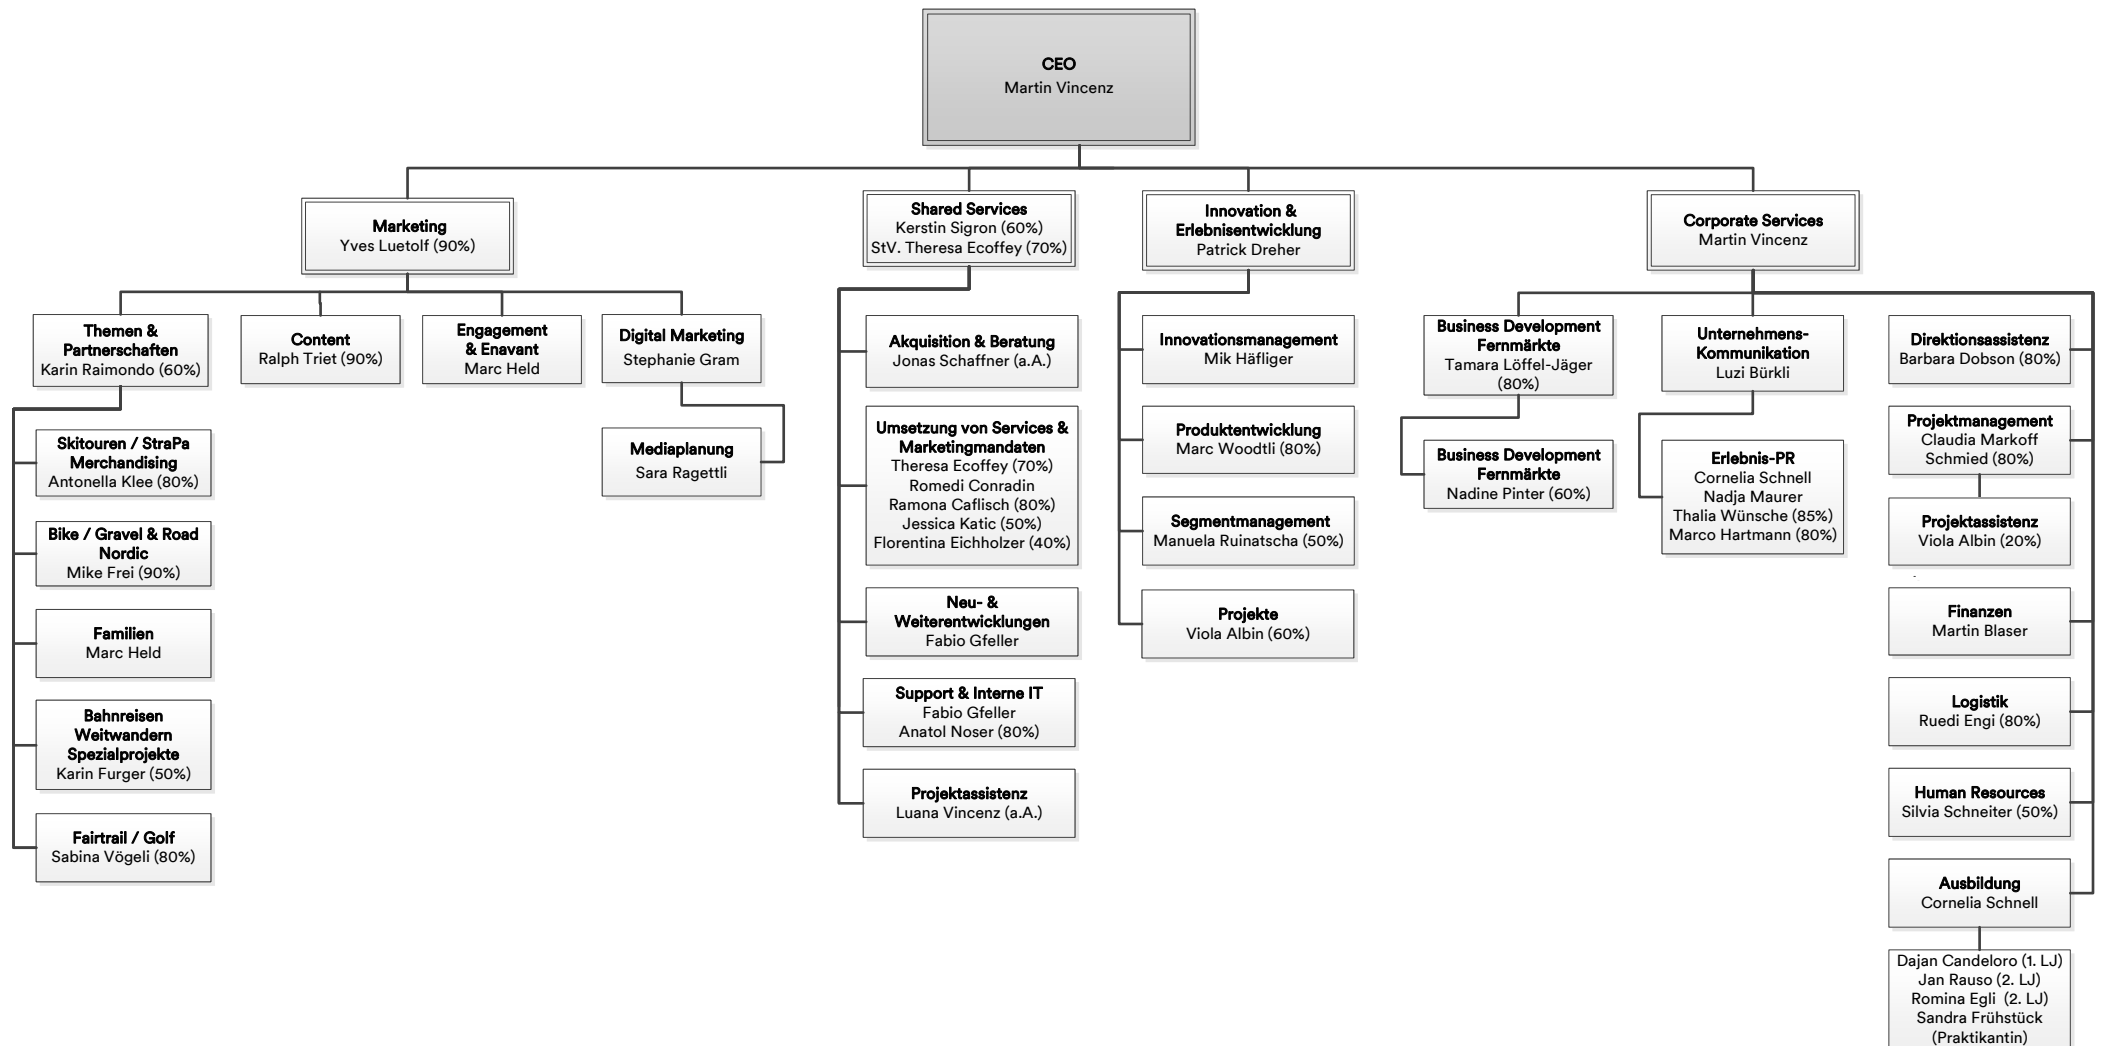 CEO
Martin Vincenz
Marketing
Yves Luetolf (90%)
Shared Services
Kerstin Sigron (60%)
StV. Theresa Ecoffey (70%)
Innovation &
Erlebnisentwicklung
Patrick Dreher
Corporate Services
Martin Vincenz
Themen &
Partnerschaften
Karin Raimondo (60%)
Content
Ralph Triet (90%)
Engagement
& Enavant
Marc Held
Digital Marketing
Stephanie Gram
Skitouren / StraPa
Merchandising
Antonella Klee (80%)
Bike / Gravel & Road
Nordic
Mike Frei (90%)
Familien
Marc Held
Bahnreisen
Weitwandern
Spezialprojekte
Karin Furger (50%)
Fairtrail / Golf
Sabina Vögeli (80%)
Mediaplanung
Sara Ragettli
Akquisition & Beratung
Jonas Schaffner (a.A.)
Umsetzung von Services &
Marketingmandaten
Theresa Ecoffey (70%)
Romedi Conradin
Ramona Caflisch (80%)
Jessica Katic (50%)
Florentina Eichholzer (40%)
Neu- &
Weiterentwicklungen
Fabio Gfeller
Support & Interne IT
Fabio Gfeller
Anatol Noser (80%)
Projektassistenz
Luana Vincenz (a.A.)
Innovationsmanagement
Mik Häfliger
Produktentwicklung
Marc Woodtli (80%)
Segmentmanagement
Manuela Ruinatscha (50%)
Projekte
Viola Albin (60%)
Business Development
Fernmärkte
Tamara Löffel-Jäger
(80%)
Business Development
Fernmärkte
Nadine Pinter (60%)
Unternehmens-
Kommunikation
Luzi Bürkli
Erlebnis-PR
Cornelia Schnell
Nadja Maurer
Thalia Wünsche (85%)
Marco Hartmann (80%)
Direktionsassistenz
Barbara Dobson (80%)
Projektmanagement
Claudia Markoff
Schmied (80%)
Projektassistenz
Viola Albin (20%)
Finanzen
Martin Blaser
Logistik
Ruedi Engi (80%)
Human Resources
Silvia Schneiter (50%)
Ausbildung
Cornelia Schnell
Dajan Candeloro (1. LJ)
Jan Rauso (2. LJ)
Romina Egli (2. LJ)
Sandra Frühstück
(Praktikantin)